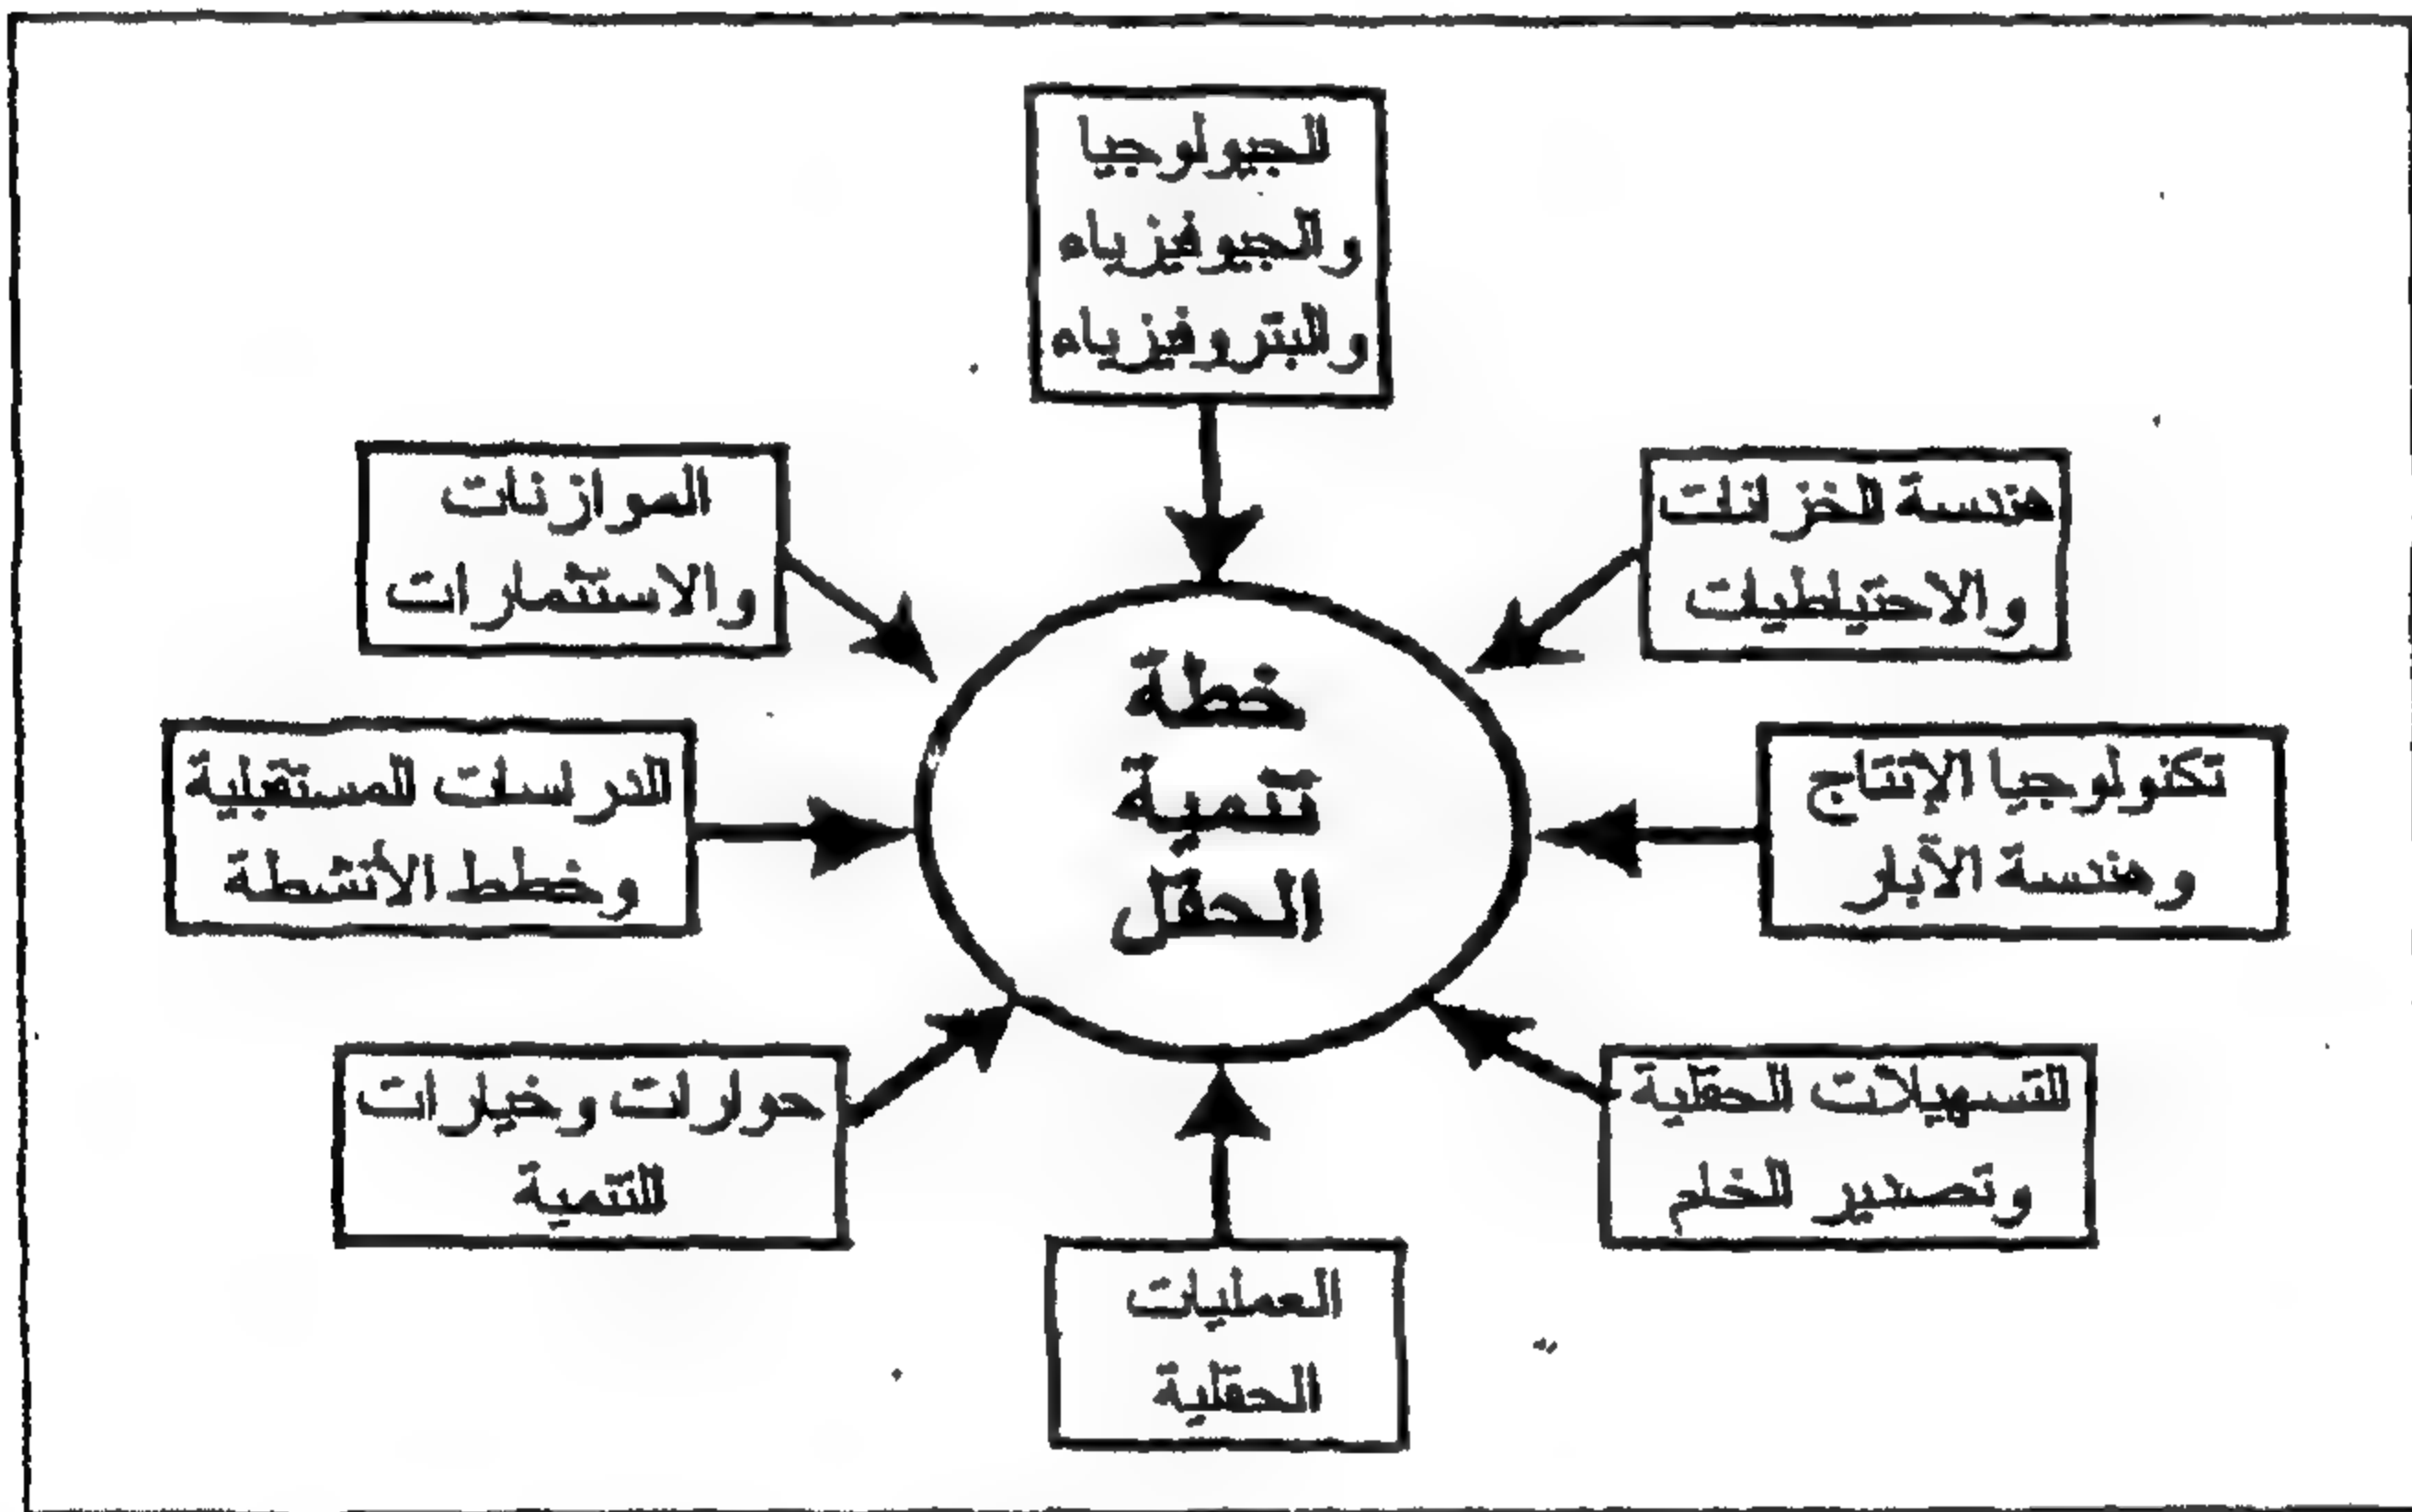 الجيولوجيا
والجيوفيزياء
والبتروفيزياء
هندسة الخزانات
والاحتياطيات
الموازنات
والاستثمارات
خطة
تنمية
الحقل
تكنولوجيا الإنتاج
وهندسة الآبار
الدراسات المستقبلية
وخطط الأنشطة
التسهيلات الحقلية
وتصدير الخام
حوارات وخيارات
التنمية
العمليات
الحقلية